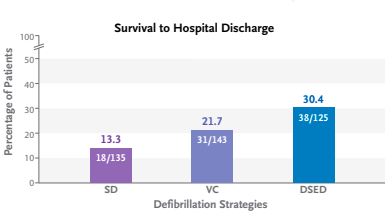 Survival to Hospital Discharge
Percentage of Patients
100
50
40
30
20
10
0
13.3
18/135
21.7
31/143
30.4
38/125
SD
VC
DSED
Defibrillation Strategies